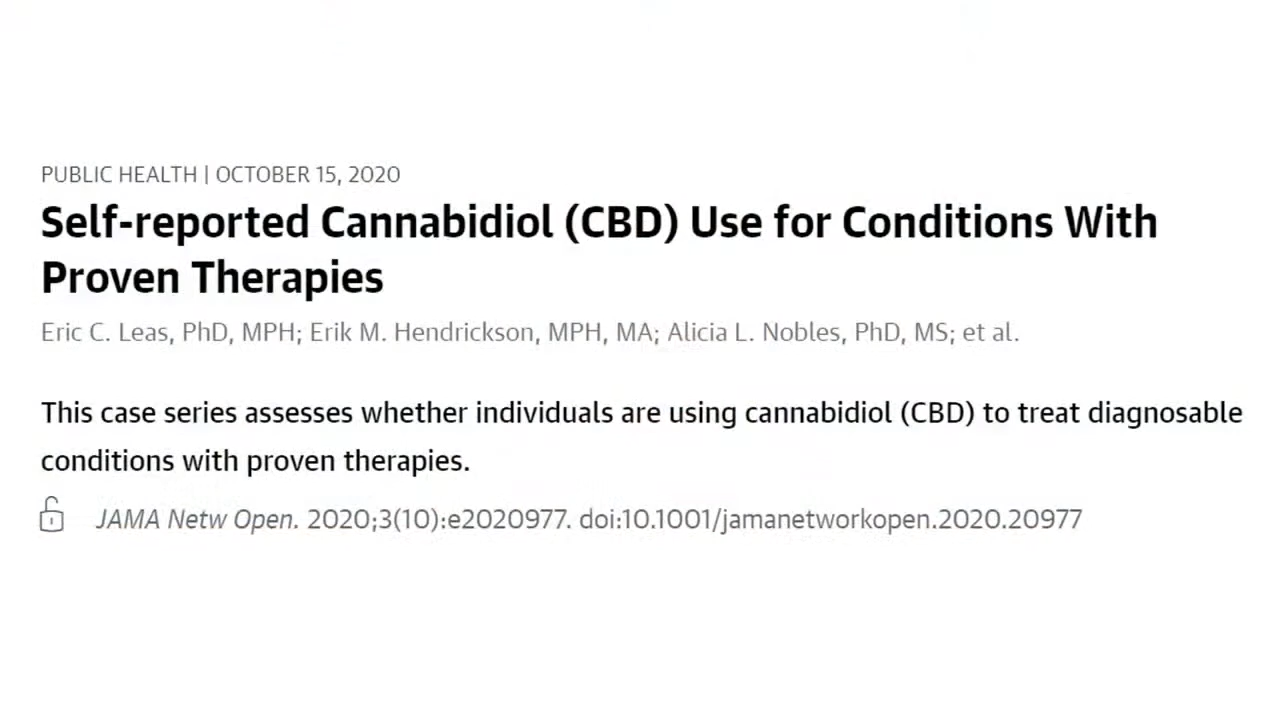 PUBLIC HEALTH | OCTOBER 15, 2020
Self-reported Cannabidiol (CBD) Use for Conditions With
Proven Therapies
Eric C. Leas, PhD, MPH; Erik M. Hendrickson, MPH, MA; Alicia L. Nobles, PhD, MS; et al.
This case series assesses whether individuals are using cannabidiol (CBD) to treat diagnosable
conditions with proven therapies.
JAMA Netw Open. 2020;3(10):e2020977. doi:10.1001/jamanetworkopen.2020.20977